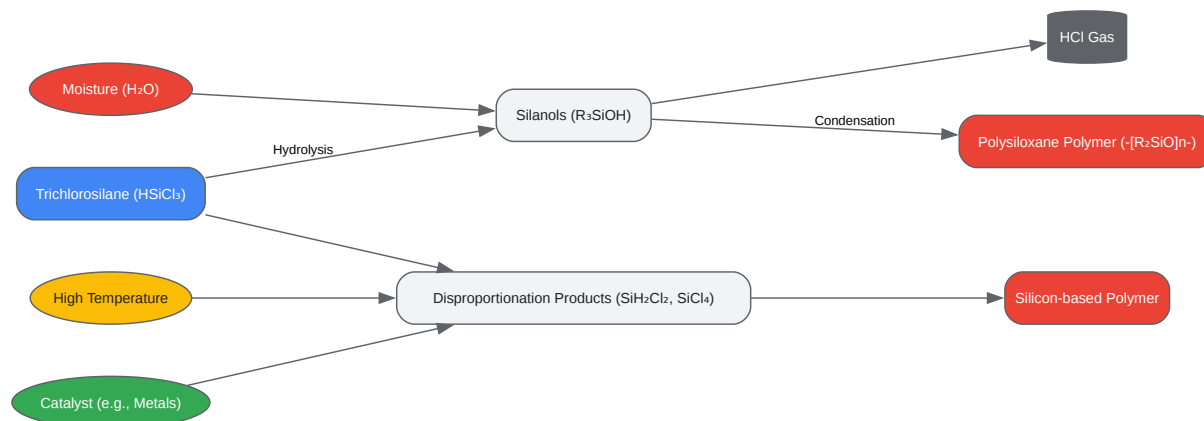 HCl Gas
Moisture (H₂O)
Silanols (R₃SiOH)
Condensation
Polysiloxane Polymer (-[R₂SiO]n-)
Hydrolysis
Trichlorosilane (HSiCl₃)
High Temperature
Disproportionation Products (SiH₂Cl₂, SiCl₄)
Silicon-based Polymer
Catalyst (e.g., Metals)